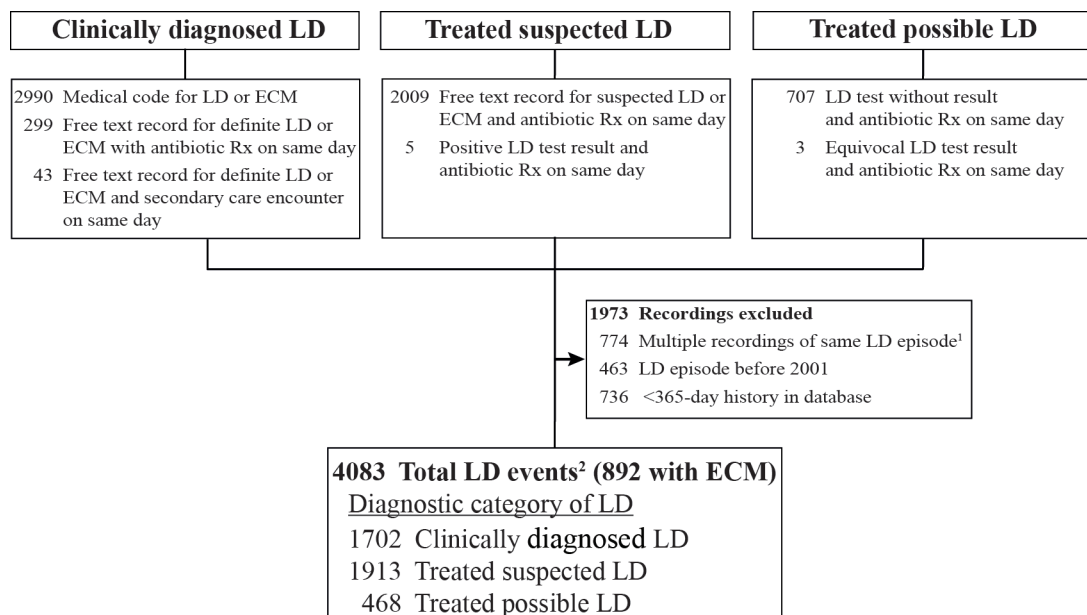 Clinically diagnosed LD
2990 Medical code for LD or ECM
299 Free text record for definite LD or
ECM with antibiotic Rx on same day
43 Free text record for definite LD or
ECM and secondary care encounter
on same day
Treated suspected LD
2009 Free text record for suspected LD or
ECM and antibiotic Rx on same day
5 Positive LD test result and
antibiotic Rx on same day
Treated possible LD
707 LD test without result
and antibiotic Rx on same day
3 Equivocal LD test result
and antibiotic Rx on same day
1973 Recordings excluded
774 Multiple recordings of same LD episode¹
463 LD episode before 2001
736 <365-day history in database
4083 Total LD events² (892 with ECM)
Diagnostic category of LD
1702 Clinically diagnosed LD
1913 Treated suspected LD
468 Treated possible LD